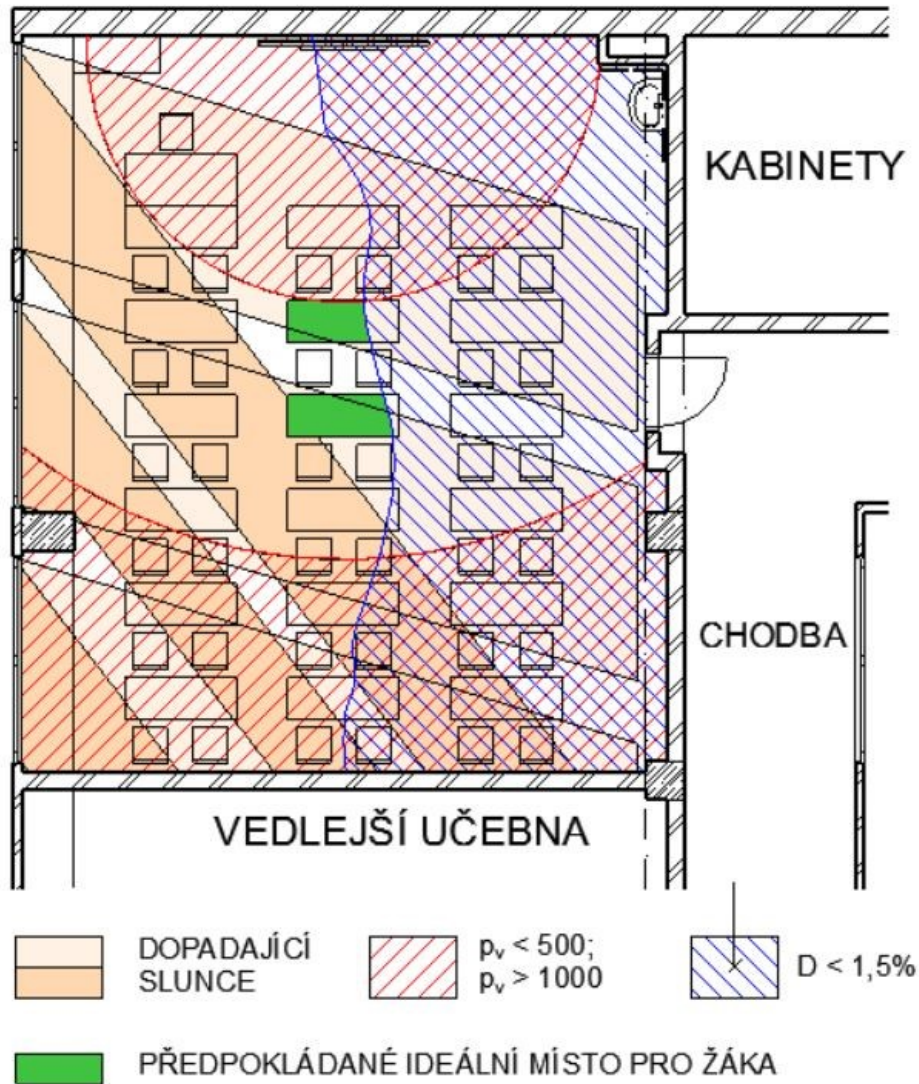 KABINETY
CHODBA
VEDLEJŠÍ UČEBNA
DOPADAJÍCÍ
SLUNCE
pᵥ < 500;
pᵥ > 1000
D < 1,5%
PŘEDPOKLÁDANÉ IDEÁLNÍ MÍSTO PRO ŽÁKA